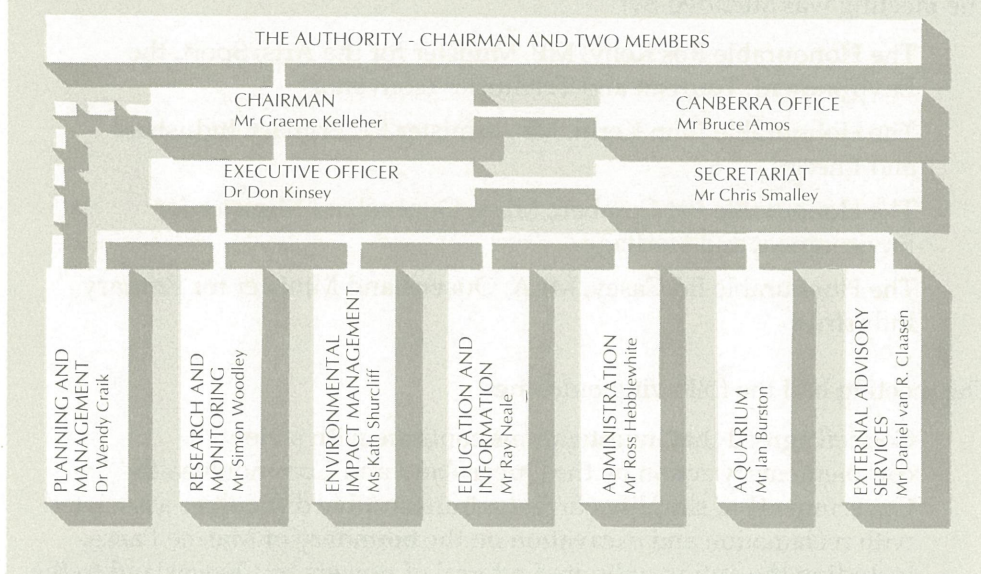 THE AUTHORITY - CHAIRMAN AND TWO MEMBERS
CHAIRMAN
Mr Graeme Kelleher
CANBERRA OFFICE
Mr Bruce Amos
EXECUTIVE OFFICER
Dr Don Kinsey
SECRETARIAT
Mr Chris Smalley
PLANNING AND
MANAGEMENT
Dr Wendy Craik
RESEARCH AND
MONITORING
Mr Simon Woodley
ENVIRONMENTAL
IMPACT MANAGEMENT
Ms Kath Shurcliff
EDUCATION AND
INFORMATION
Mr Ray Neale
ADMINISTRATION
Mr Ross Hebblewhite
AQUARIUM
Mr Ian Burston
EXTERNAL ADVISORY
SERVICES
Mr Daniel van R. Claasen